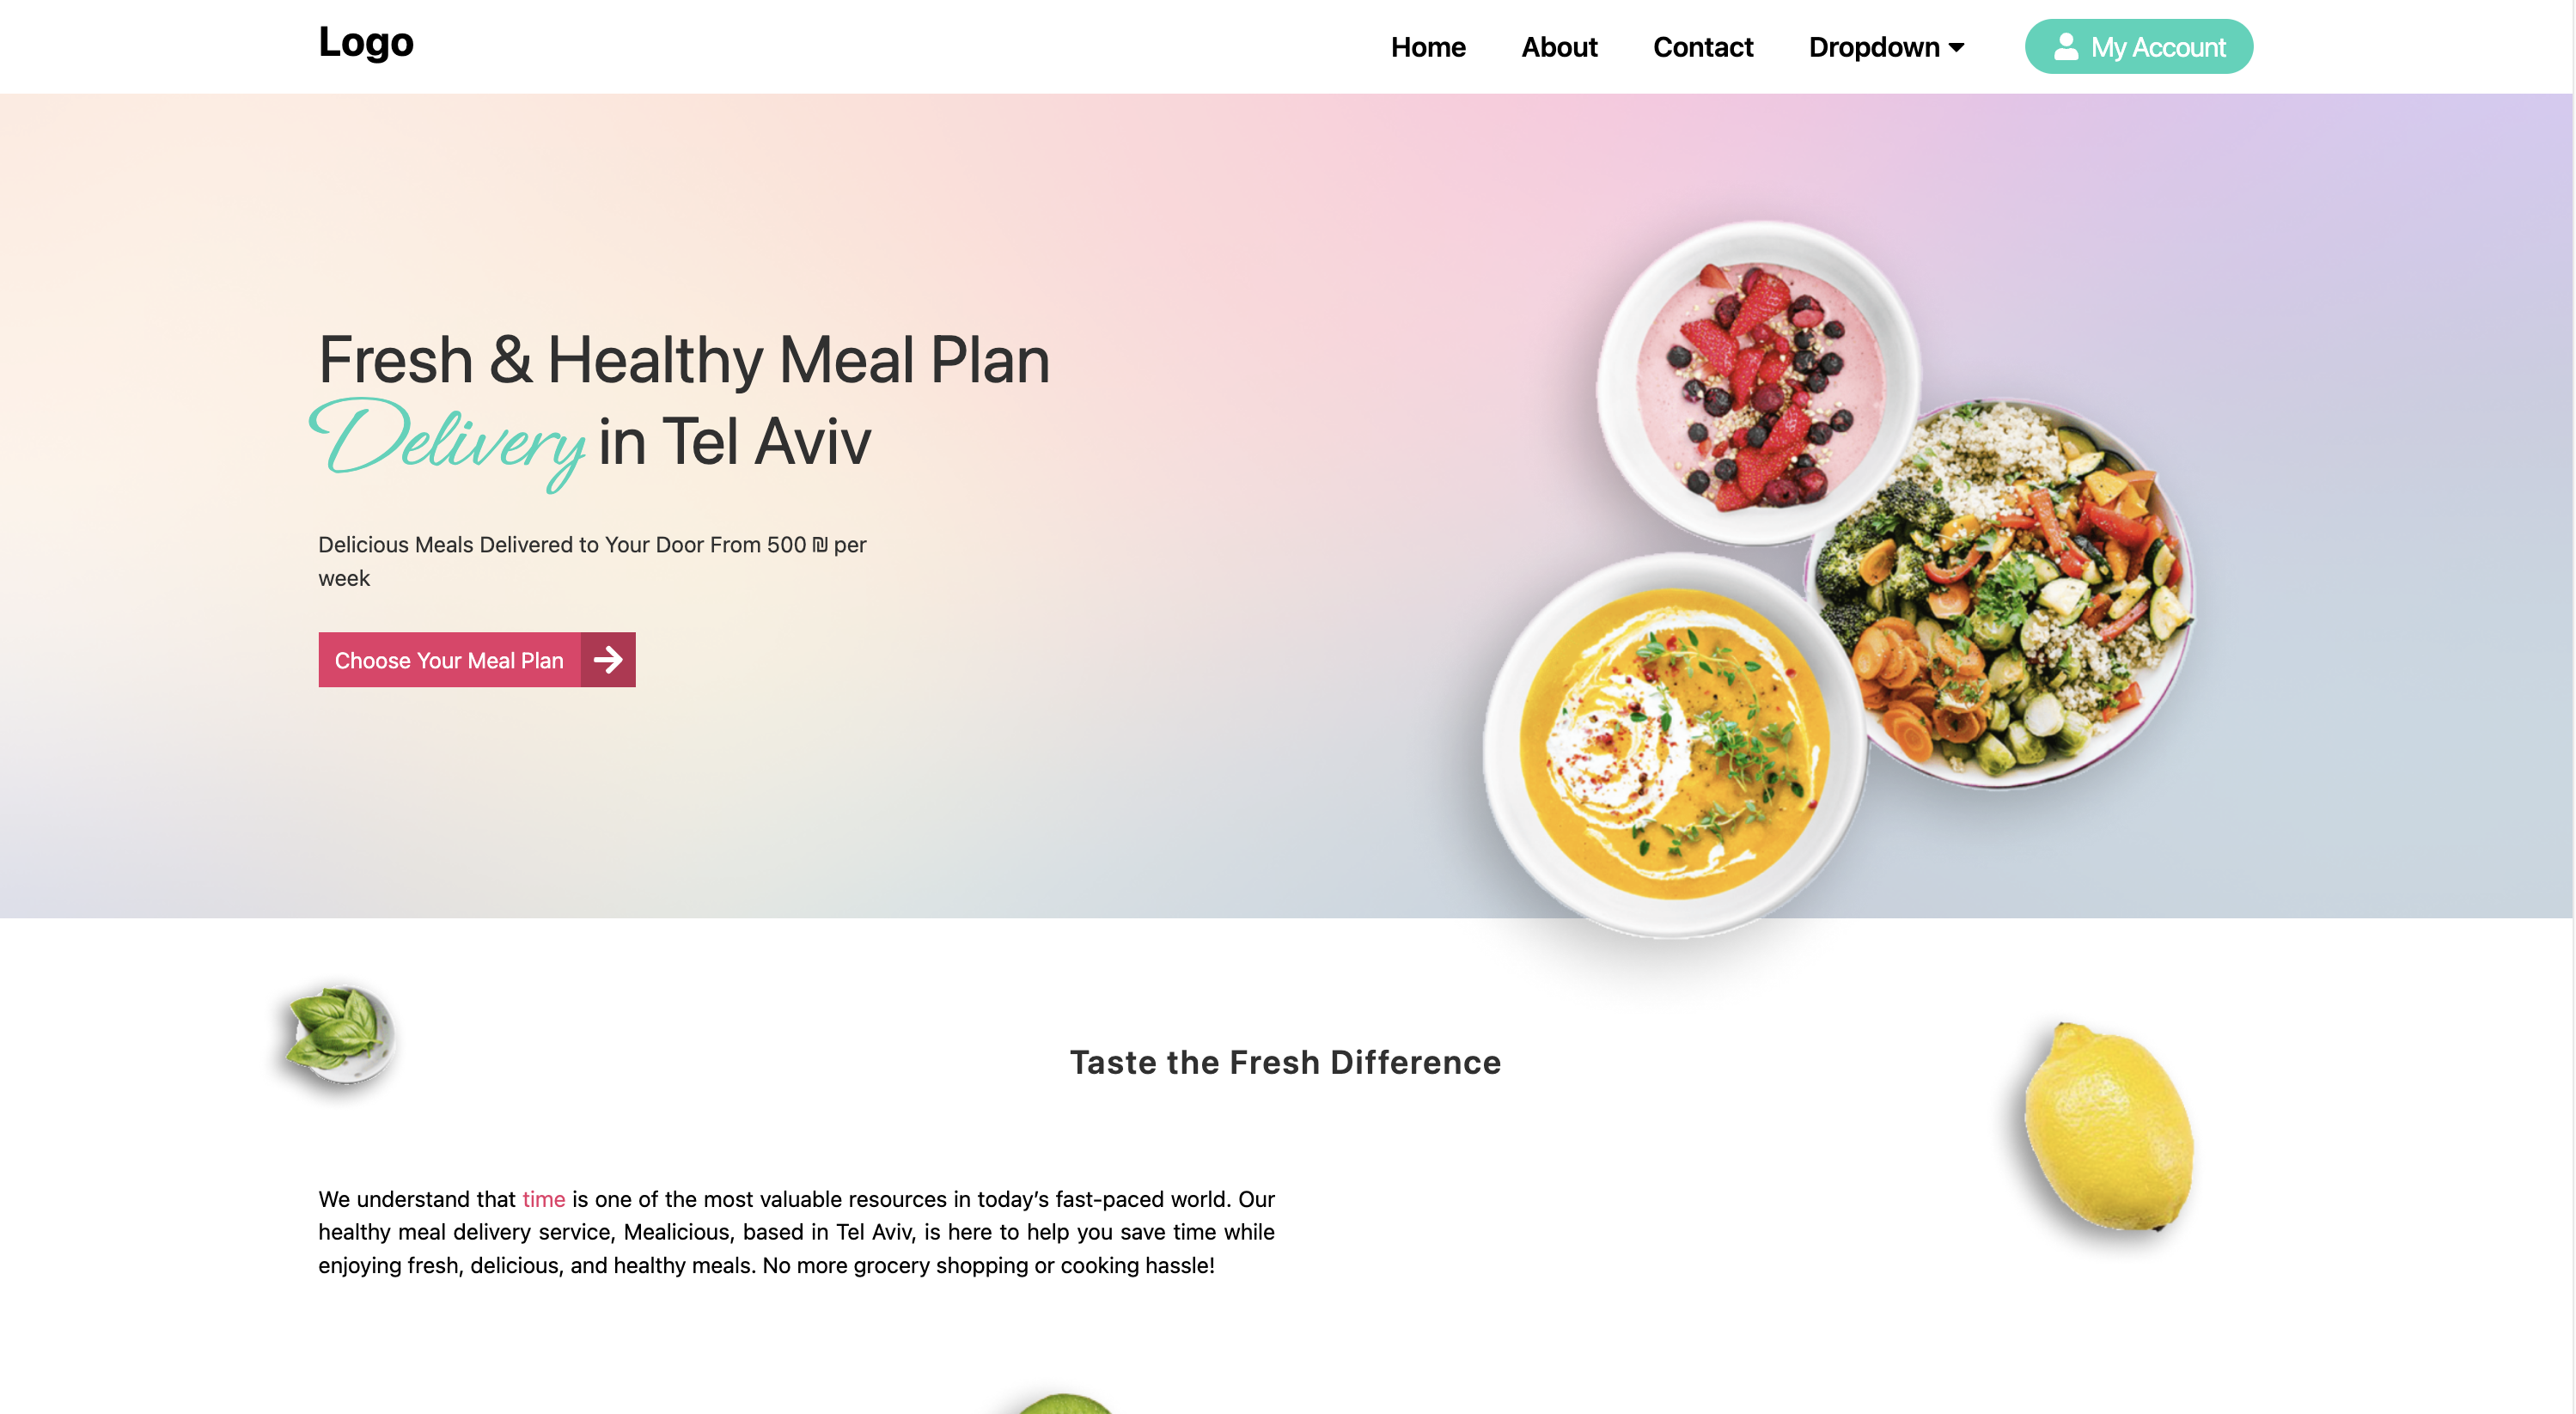 Logo
Home About Contact Dropdown My Account
Fresh & Healthy Meal Plan
Delivery in Tel Aviv
Delicious Meals Delivered to Your Door From 500 ₪ per
week
Choose Your Meal Plan
Taste the Fresh Difference
We understand that time is one of the most valuable resources in today’s fast-paced world. Our
healthy meal delivery service, Mealicious, based in Tel Aviv, is here to help you save time while
enjoying fresh, delicious, and healthy meals. No more grocery shopping or cooking hassle!